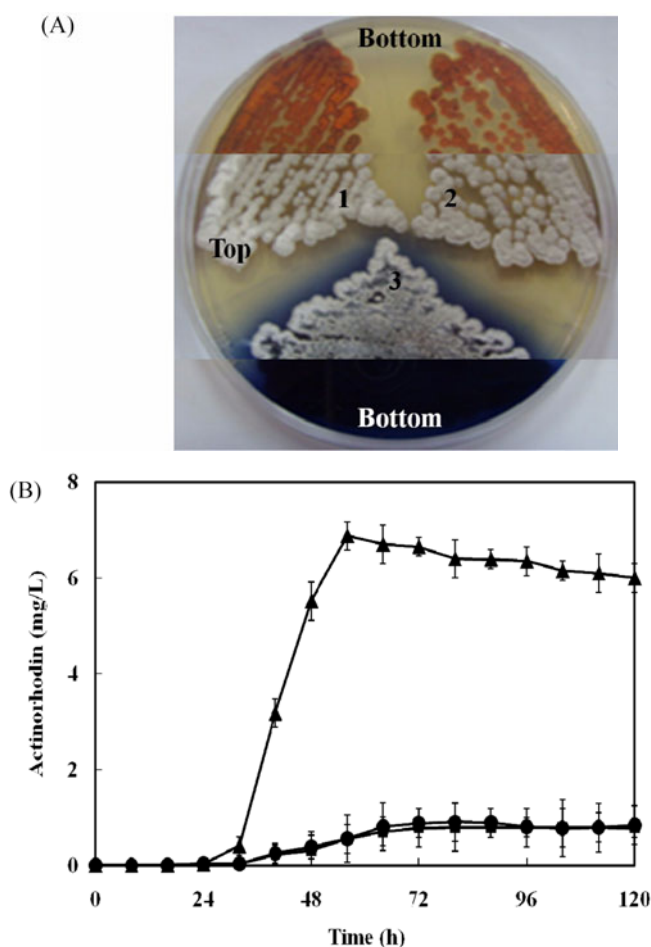 (A)
Bottom
1
2
Top
3
Bottom
(B)
8
6
4
2
0
Actinorhodin (mg/L)
0 24 48 72 96 120
Time (h)